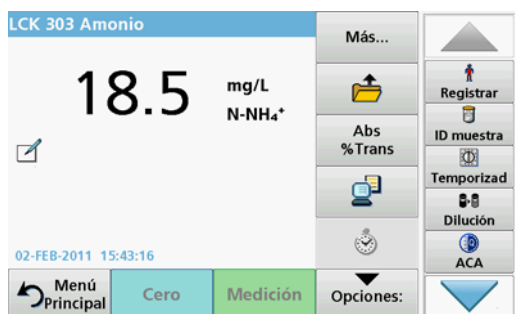 LCK 303 Amonio
18.5
mg/L
N-NH₄⁺
02-FEB-2011 15:43:16
Menú
Principal
Cero
Medición
Más...
Abs
%Trans
Opciones:
Registrar
ID muestra
Temporizad
Dilución
ACA